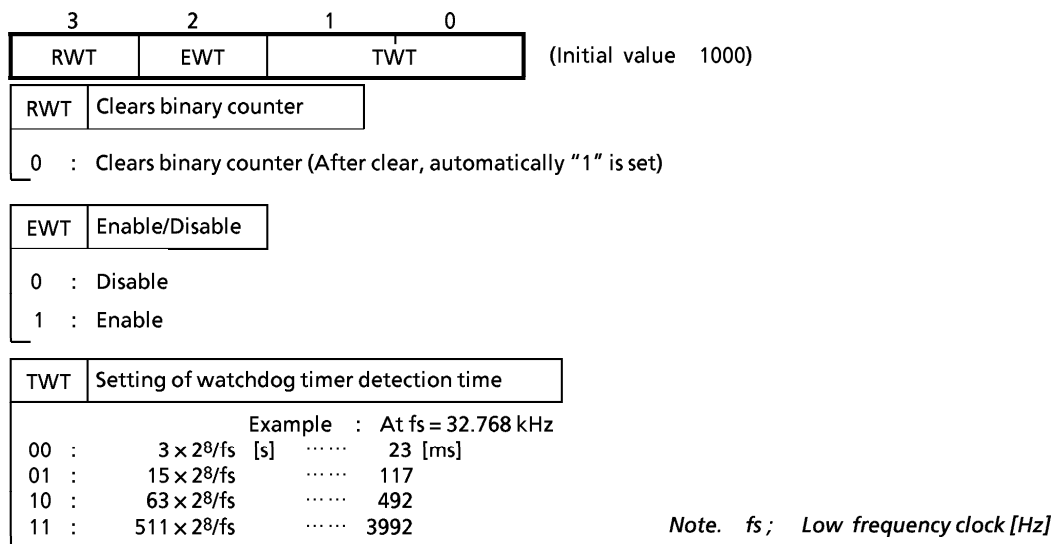 3 2 1 0
RWT EWT TWT (Initial value 1000)
RWT Clears binary counter
0 : Clears binary counter (After clear, automatically “1” is set)
EWT Enable/Disable
0 : Disable
1 : Enable
TWT Setting of watchdog timer detection time
Example : At fs = 32.768 kHz
00 : 3 × 2⁸/fs [s] ⋯⋯ 23 [ms]
01 : 15 × 2⁸/fs ⋯⋯ 117
10 : 63 × 2⁸/fs ⋯⋯ 492
11 : 511 × 2⁸/fs ⋯⋯ 3992 Note. fs ; Low frequency clock [Hz]